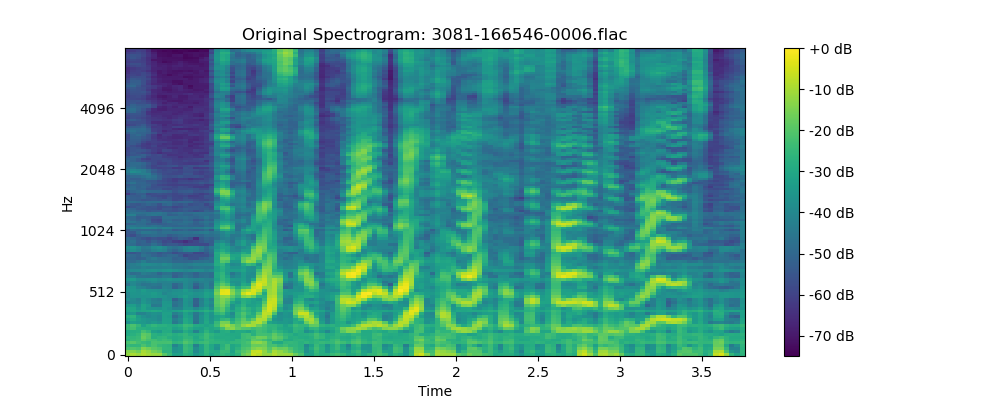 Original Spectrogram: 3081-166546-0006.flac
Hz
4096
2048
1024
512
0
0 0.5 1 1.5 2 2.5 3 3.5
Time
+0 dB
-10 dB
-20 dB
-30 dB
-40 dB
-50 dB
-60 dB
-70 dB